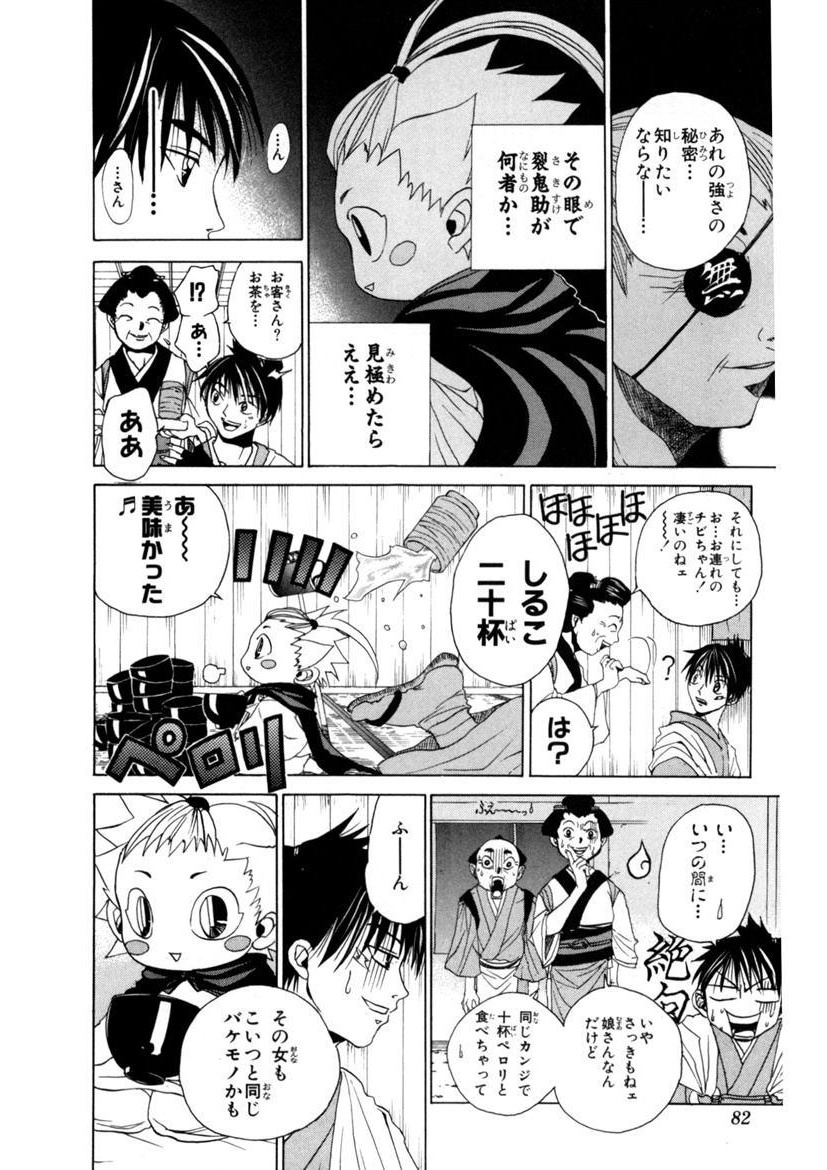 あれの強さの
秘密…
知りたい
ならな――
無
その眼で
裂鬼助が
何者か…
見極めたら
ええ…
…ん
…さん
―…
お客さん?
お茶を…
!?
あ…
ああ
それにしても…
お…お連れの
チビちゃん!
凄いのねェ
〜〜!
ほほほほほほ
は?
しるこ
二十杯
!!!!
あ〜〜
美味かった
♬
ペロリ
い…
いつの間に…
絶句
ふえ――っ
いや
さっきもねェ
娘さんなん
だけど
同じカンジで
十杯ペロリと
食べちゃって
ふ――ん
その女も
こいつと同じ
バケモノかも
82